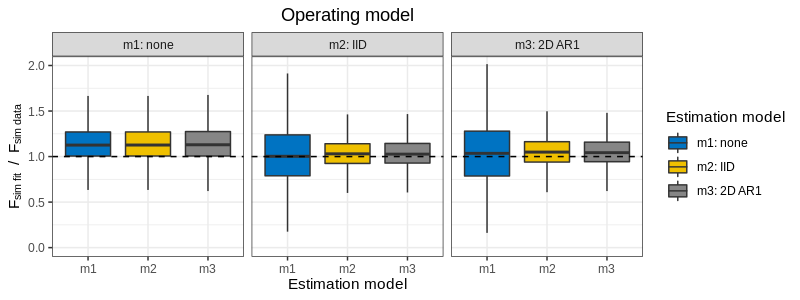 Operating model
m1: none
m2: IID
m3: 2D AR1
2.0
1.5
1.0
0.5
0.0
Fsim fit / Fsim data
m1 m2 m3
m1 m2 m3
m1 m2 m3
Estimation model
Estimation model
m1: none
m2: IID
m3: 2D AR1